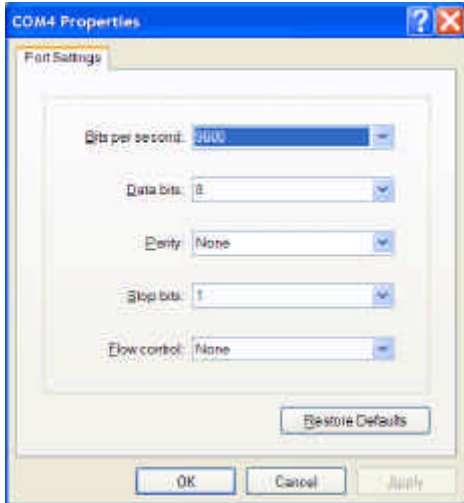 COM4 Properties
Port Settings
Bits per second: 9600
Data bits: 8
Parity: None
Stop bits: 1
Flow control: None
Restore Defaults
OK Cancel Apply